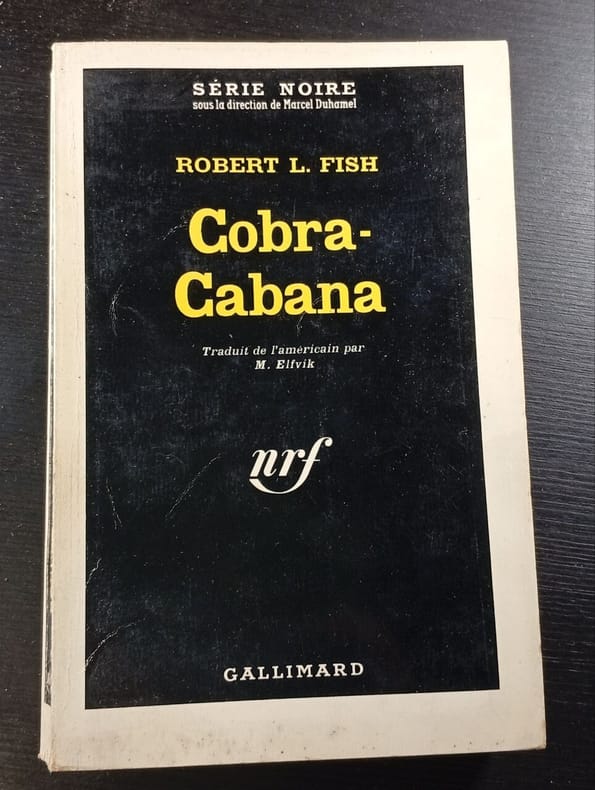 SÉRIE NOIRE
sous la direction de Marcel Duhamel
ROBERT L. FISH
Cobra-
Cabana
Traduit de l'américain par
M. Elfvik
nrf
GALLIMARD